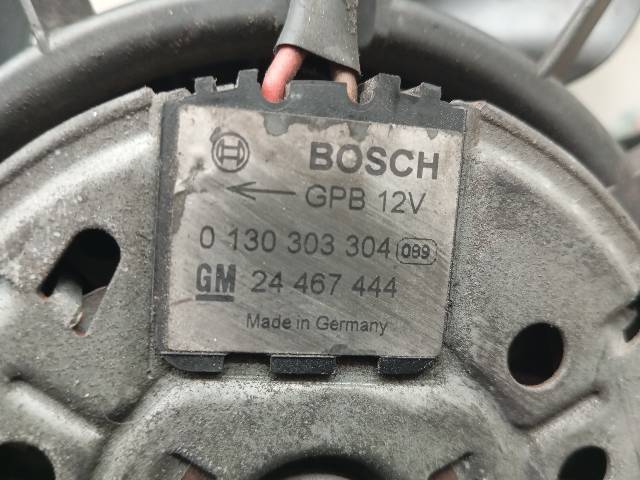 BOSCH
GPB 12V
0 130 303 304 099
GM 24 467 444
Made in Germany